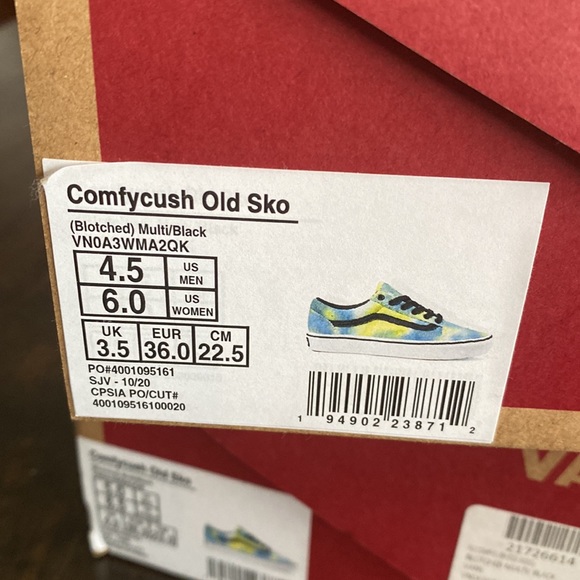 Comfycush Old Sko
(Blotched) Multi/Black
VN0A3WMA2QK
4.5 US MEN
6.0 US WOMEN
UK EUR CM
3.5 36.0 22.5
PO#4001095161
SJV - 10/20
CPSIA PO/CUT#
400109516100020
1 94902 23871 2
VA
Comfycush Old Sko
21726614